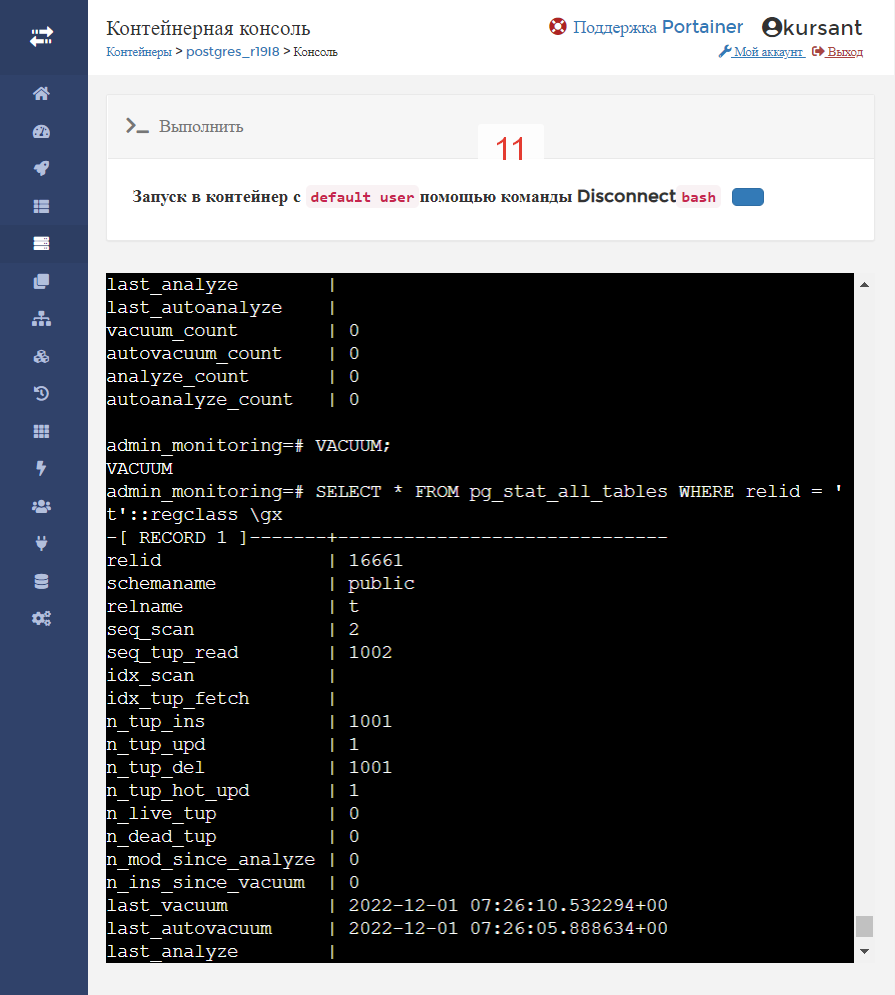 Контейнерная консоль
Поддержка Portainer
kursant
Контейнеры > postgres_r19l8 > Консоль
Мой аккаунт Выход
>_ Выполнить
11
Запуск в контейнер с default user помощью команды Disconnect bash
last_analyze |
last_autoanalyze |
vacuum_count | 0
autovacuum_count | 0
analyze_count | 0
autoanalyze_count | 0
admin_monitoring=# VACUUM;
VACUUM
admin_monitoring=# SELECT * FROM pg_stat_all_tables WHERE relid = '
t'::regclass \gx
-[ RECORD 1 ]-------+------------------------------
relid | 16661
schemaname | public
relname | t
seq_scan | 2
seq_tup_read | 1002
idx_scan |
idx_tup_fetch |
n_tup_ins | 1001
n_tup_upd | 1
n_tup_del | 1001
n_tup_hot_upd | 1
n_live_tup | 0
n_dead_tup | 0
n_mod_since_analyze | 0
n_ins_since_vacuum | 0
last_vacuum | 2022-12-01 07:26:10.532294+00
last_autovacuum | 2022-12-01 07:26:05.888634+00
last_analyze |